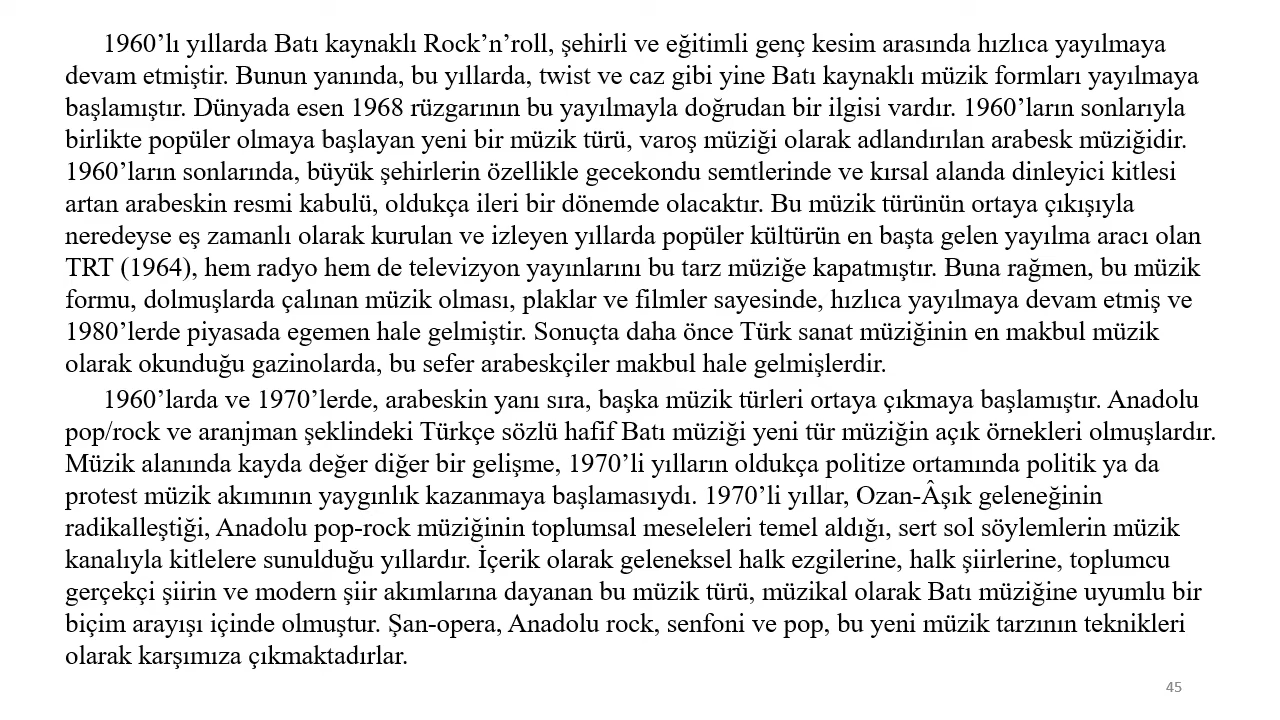 1960’lı yıllarda Batı kaynaklı Rock’n’roll, şehirli ve eğitimli genç kesim arasında hızlıca yayılmaya
devam etmiştir. Bunun yanında, bu yıllarda, twist ve caz gibi yine Batı kaynaklı müzik formları yayılmaya
başlamıştır. Dünyada esen 1968 rüzgarının bu yayılmayla doğrudan bir ilgisi vardır. 1960’ların sonlarıyla
birlikte popüler olmaya başlayan yeni bir müzik türü, varoş müziği olarak adlandırılan arabesk müziğidir.
1960’ların sonlarında, büyük şehirlerin özellikle gecekondu semtlerinde ve kırsal alanda dinleyici kitlesi
artan arabeskin resmi kabulü, oldukça ileri bir dönemde olacaktır. Bu müzik türünün ortaya çıkışıyla
neredeyse eş zamanlı olarak kurulan ve izleyen yıllarda popüler kültürün en başta gelen yayılma aracı olan
TRT (1964), hem radyo hem de televizyon yayınlarını bu tarz müziğe kapatmıştır. Buna rağmen, bu müzik
formu, dolmuşlarda çalınan müzik olması, plaklar ve filmler sayesinde, hızlıca yayılmaya devam etmiş ve
1980’lerde piyasada egemen hale gelmiştir. Sonuçta daha önce Türk sanat müziğinin en makbul müzik
olarak okunduğu gazinolarda, bu sefer arabeskçiler makbul hale gelmişlerdir.
1960’larda ve 1970’lerde, arabeskin yanı sıra, başka müzik türleri ortaya çıkmaya başlamıştır. Anadolu
pop/rock ve aranjman şeklindeki Türkçe sözlü hafif Batı müziği yeni tür müziğin açık örnekleri olmuşlardır.
Müzik alanında kayda değer diğer bir gelişme, 1970’li yılların oldukça politize ortamında politik ya da
protest müzik akımının yaygınlık kazanmaya başlamasıydı. 1970’li yıllar, Ozan-Âşık geleneğinin
radikalleştiği, Anadolu pop-rock müziğinin toplumsal meseleleri temel aldığı, sert sol söylemlerin müzik
kanalıyla kitlelere sunulduğu yıllardır. İçerik olarak geleneksel halk ezgilerine, halk şiirlerine, toplumcu
gerçekçi şiirin ve modern şiir akımlarına dayanan bu müzik türü, müzikal olarak Batı müziğine uyumlu bir
biçim arayışı içinde olmuştur. Şan-opera, Anadolu rock, senfoni ve pop, bu yeni müzik tarzının teknikleri
olarak karşımıza çıkmaktadırlar.
45